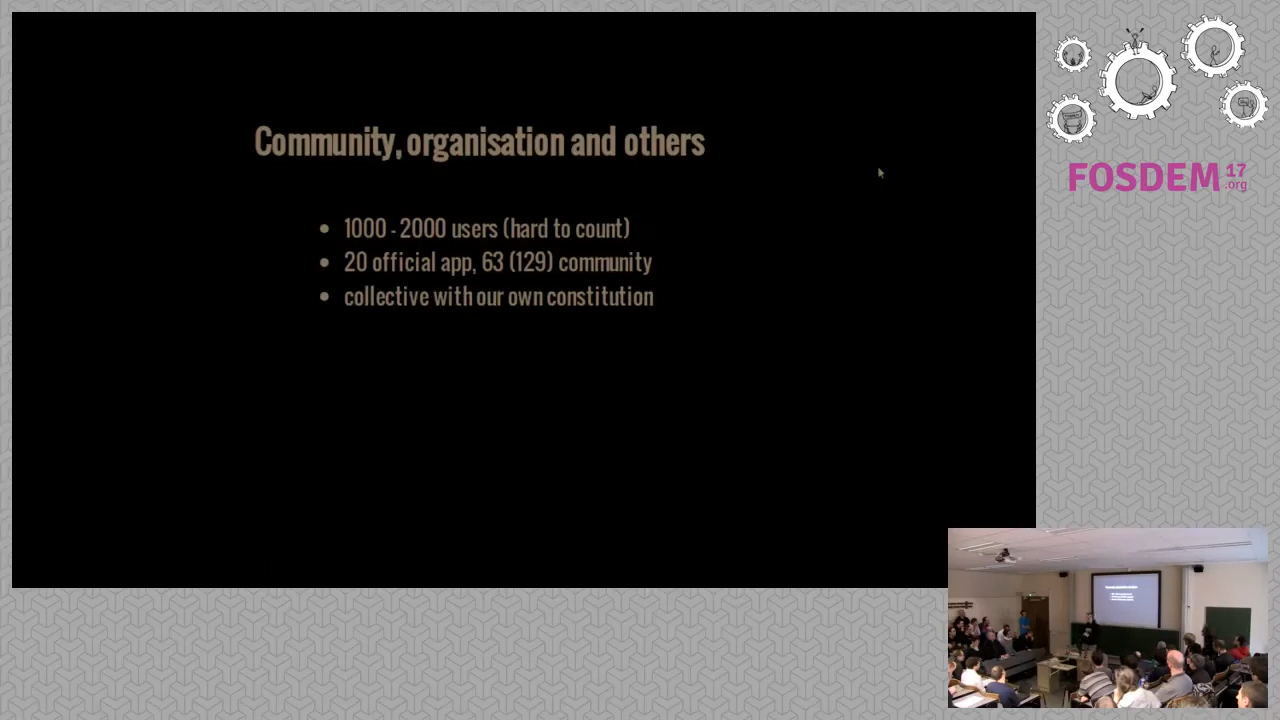 Community, organisation and others
1000 - 2000 users (hard to count)
20 official app, 63 (129) community
collective with our own constitution
FOSDEM 17
.org